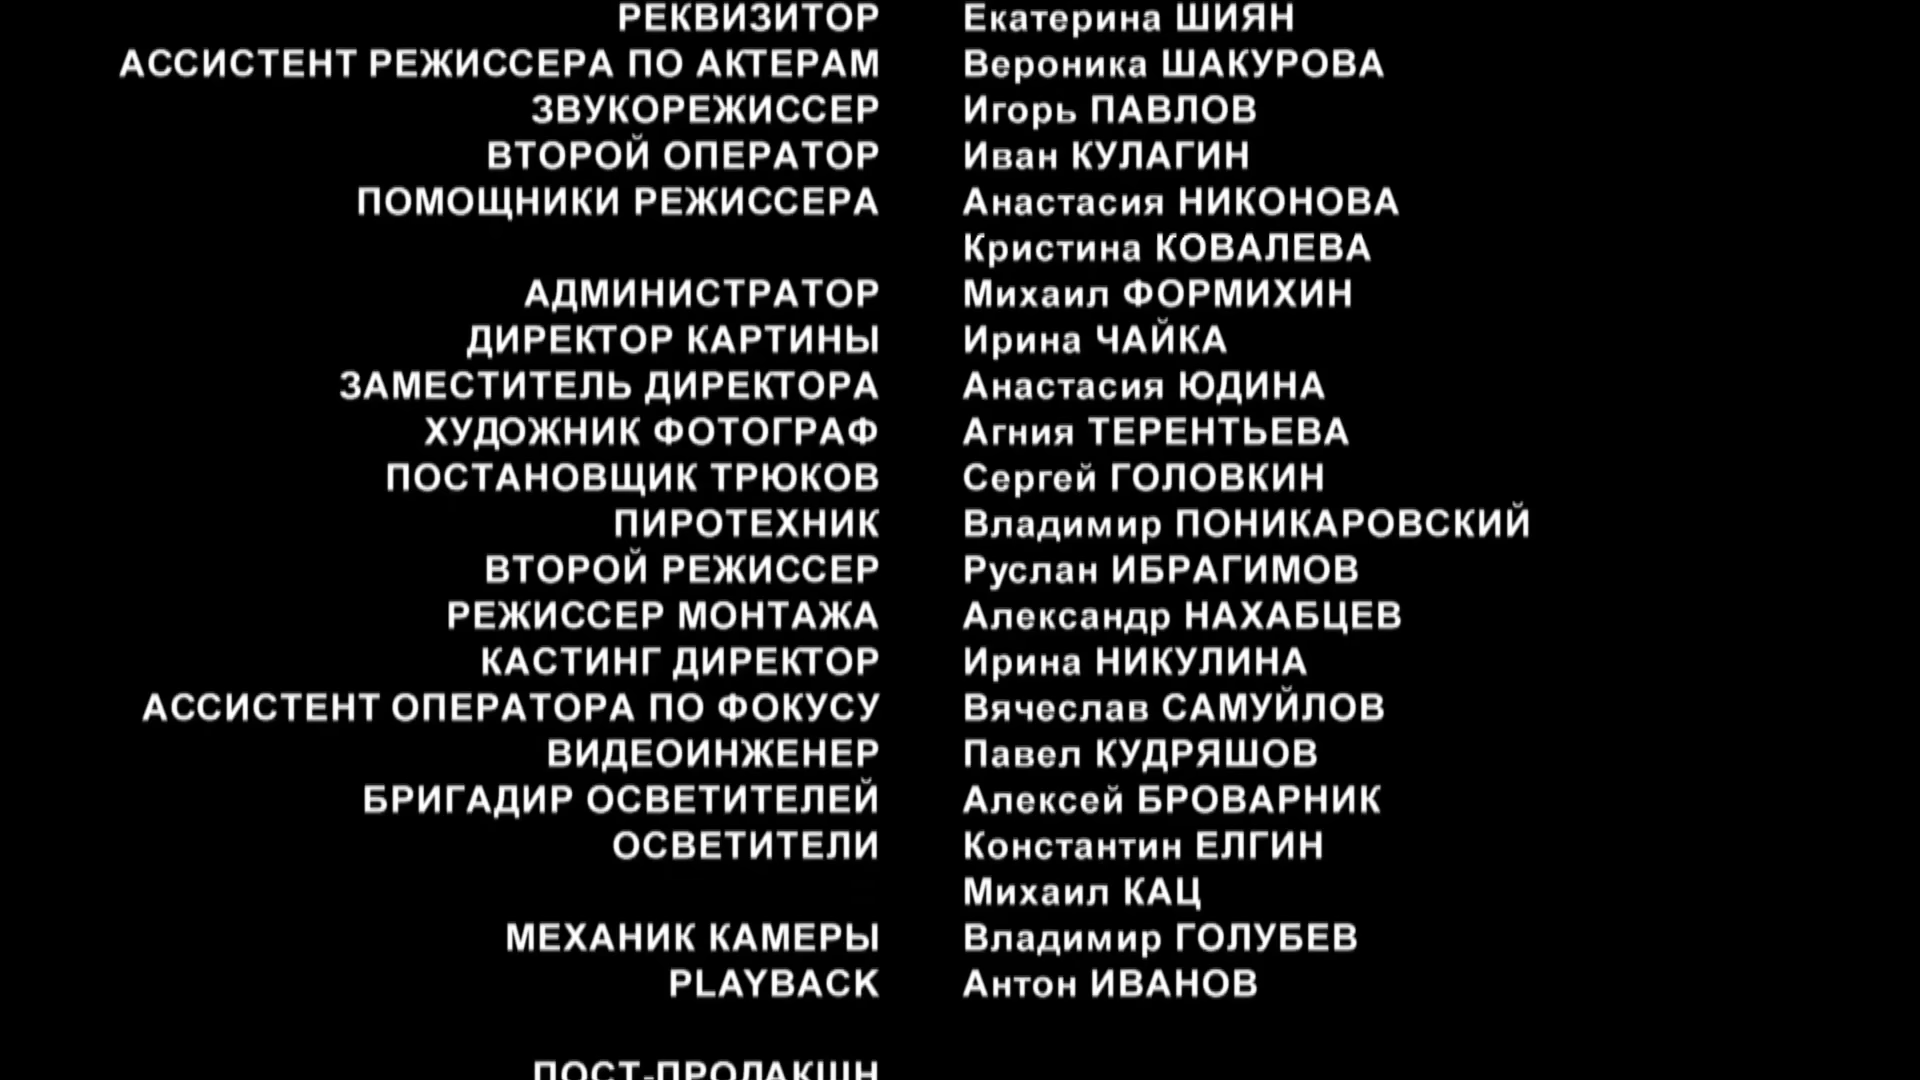 РЕКВИЗИТОР Екатерина ШИЯН
АССИСТЕНТ РЕЖИССЕРА ПО АКТЕРАМ Вероника ШАКУРОВА
ЗВУКОРЕЖИССЕР Игорь ПАВЛОВ
ВТОРОЙ ОПЕРАТОР Иван КУЛАГИН
ПОМОЩНИКИ РЕЖИССЕРА Анастасия НИКОНОВА
Кристина КОВАЛЕВА
АДМИНИСТРАТОР Михаил ФОРМИХИН
ДИРЕКТОР КАРТИНЫ Ирина ЧАЙКА
ЗАМЕСТИТЕЛЬ ДИРЕКТОРА Анастасия ЮДИНА
ХУДОЖНИК ФОТОГРАФ Агния ТЕРЕНТЬЕВА
ПОСТАНОВЩИК ТРЮКОВ Сергей ГОЛОВКИН
ПИРОТЕХНИК Владимир ПОНИКАРОВСКИЙ
ВТОРОЙ РЕЖИССЕР Руслан ИБРАГИМОВ
РЕЖИССЕР МОНТАЖА Александр НАХАБЦЕВ
КАСТИНГ ДИРЕКТОР Ирина НИКУЛИНА
АССИСТЕНТ ОПЕРАТОРА ПО ФОКУСУ Вячеслав САМУЙЛОВ
ВИДЕОИНЖЕНЕР Павел КУДРЯШОВ
БРИГАДИР ОСВЕТИТЕЛЕЙ Алексей БРОВАРНИК
ОСВЕТИТЕЛИ Константин ЕЛГИН
Михаил КАЦ
МЕХАНИК КАМЕРЫ Владимир ГОЛУБЕВ
PLAYBACK Антон ИВАНОВ
ПОСТ-ПРОДАКШН